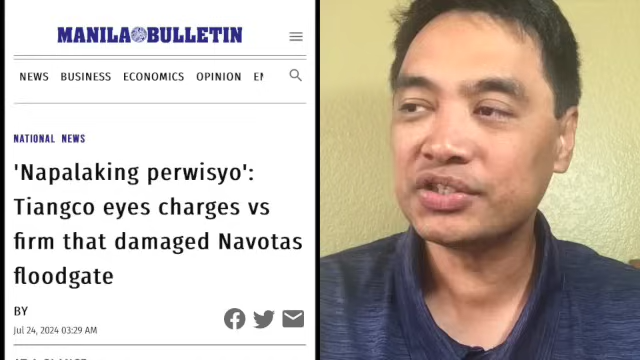 MANILA BULLETIN
NEWS BUSINESS ECONOMICS OPINION
NATIONAL NEWS
'Napalaking perwisyo':
Tiangco eyes charges vs
firm that damaged Navotas
floodgate
BY
Jul 24, 2024 03:29 AM